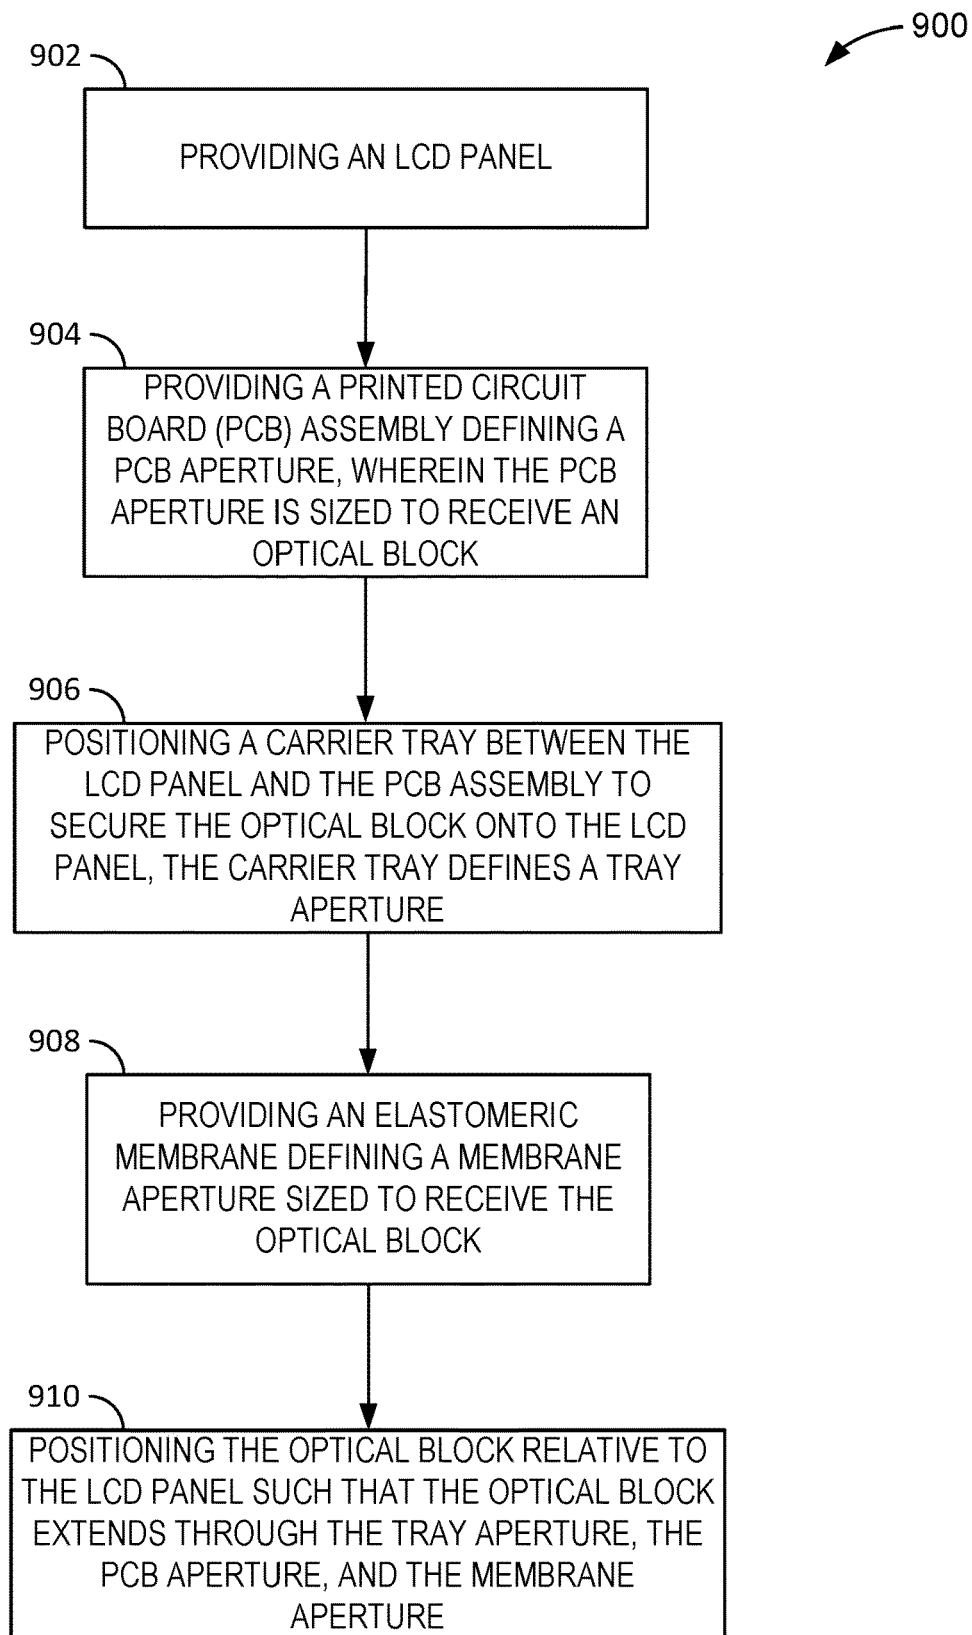 900
902
PROVIDING AN LCD PANEL
904
PROVIDING A PRINTED CIRCUIT
BOARD (PCB) ASSEMBLY DEFINING A
PCB APERTURE, WHEREIN THE PCB
APERTURE IS SIZED TO RECEIVE AN
OPTICAL BLOCK
906
POSITIONING A CARRIER TRAY BETWEEN THE
LCD PANEL AND THE PCB ASSEMBLY TO
SECURE THE OPTICAL BLOCK ONTO THE LCD
PANEL, THE CARRIER TRAY DEFINES A TRAY
APERTURE
908
PROVIDING AN ELASTOMERIC
MEMBRANE DEFINING A MEMBRANE
APERTURE SIZED TO RECEIVE THE
OPTICAL BLOCK
910
POSITIONING THE OPTICAL BLOCK RELATIVE TO
THE LCD PANEL SUCH THAT THE OPTICAL BLOCK
EXTENDS THROUGH THE TRAY APERTURE, THE
PCB APERTURE, AND THE MEMBRANE
APERTURE